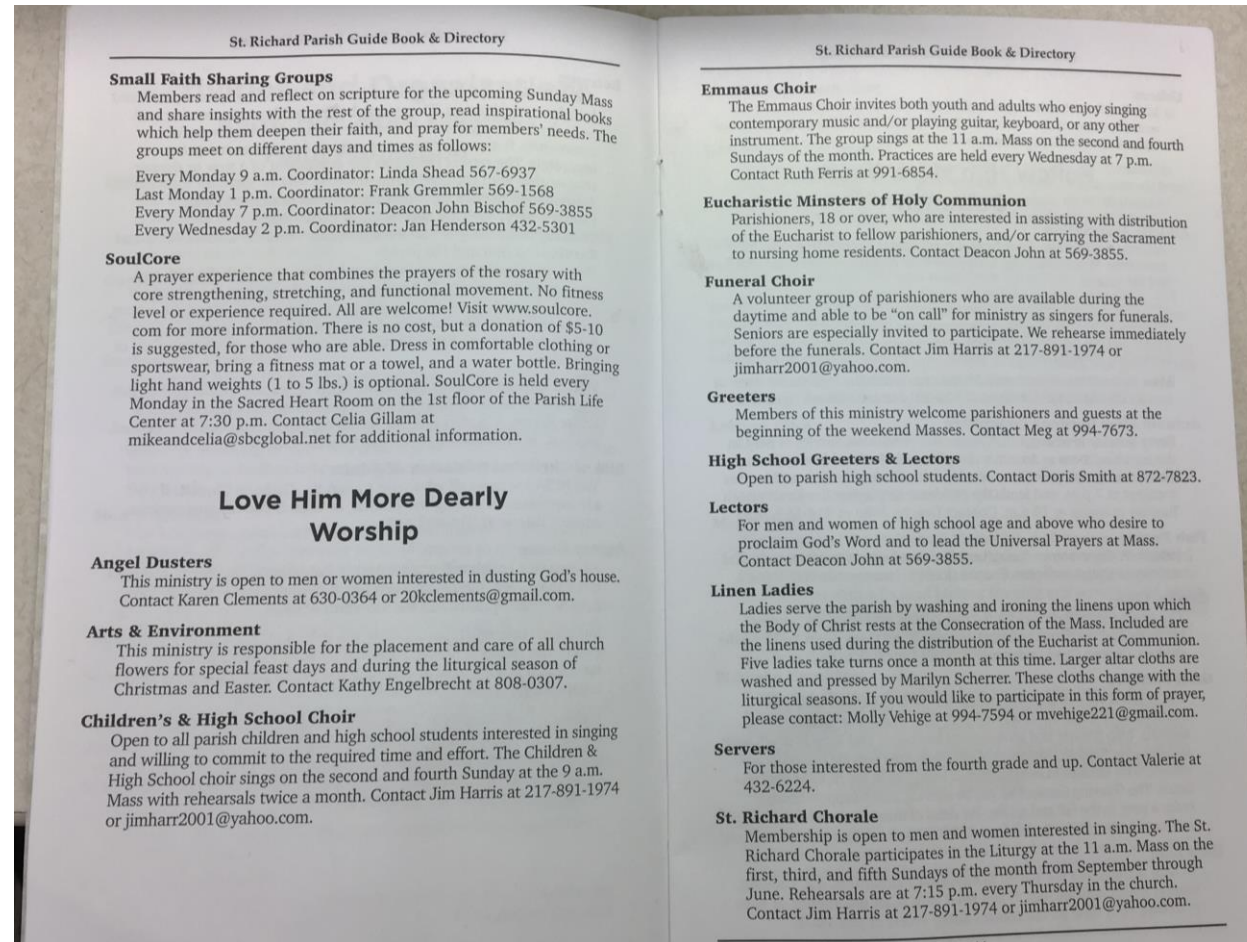 St. Richard Parish Guide Book & Directory
Small Faith Sharing Groups
Members read and reflect on scripture for the upcoming Sunday Mass
and share insights with the rest of the group, read inspirational books
which help them deepen their faith, and pray for members' needs. The
groups meet on different days and times as follows:
Every Monday 9 a.m. Coordinator: Linda Shead 567-6937
Last Monday 1 p.m. Coordinator: Frank Gremmler 569-1568
Every Monday 7 p.m. Coordinator: Deacon John Bischof 569-3855
Every Wednesday 2 p.m. Coordinator: Jan Henderson 432-5301
SoulCore
A prayer experience that combines the prayers of the rosary with
core strengthening, stretching, and functional movement. No fitness
level or experience required. All are welcome! Visit www.soulcore.
com for more information. There is no cost, but a donation of $5-10
is suggested, for those who are able. Dress in comfortable clothing or
sportswear, bring a fitness mat or a towel, and a water bottle. Bringing
light hand weights (1 to 5 lbs.) is optional. SoulCore is held every
Monday in the Sacred Heart Room on the 1st floor of the Parish Life
Center at 7:30 p.m. Contact Celia Gillam at
mikeandcelia@sbcglobal.net for additional information.
Love Him More Dearly
Worship
Angel Dusters
This ministry is open to men or women interested in dusting God's house.
Contact Karen Clements at 630-0364 or 20kclements@gmail.com.
Arts & Environment
This ministry is responsible for the placement and care of all church
flowers for special feast days and during the liturgical season of
Christmas and Easter. Contact Kathy Engelbrecht at 808-0307.
Children's & High School Choir
Open to all parish children and high school students interested in singing
and willing to commit to the required time and effort. The Children &
High School choir sings on the second and fourth Sunday at the 9 a.m.
Mass with rehearsals twice a month. Contact Jim Harris at 217-891-1974
or jimharr2001@yahoo.com.
St. Richard Parish Guide Book & Directory
Emmaus Choir
The Emmaus Choir invites both youth and adults who enjoy singing
contemporary music and/or playing guitar, keyboard, or any other
instrument. The group sings at the 11 a.m. Mass on the second and fourth
Sundays of the month. Practices are held every Wednesday at 7 p.m.
Contact Ruth Ferris at 991-6854.
Eucharistic Minsters of Holy Communion
Parishioners, 18 or over, who are interested in assisting with distribution
of the Eucharist to fellow parishioners, and/or carrying the Sacrament
to nursing home residents. Contact Deacon John at 569-3855.
Funeral Choir
A volunteer group of parishioners who are available during the
daytime and able to be "on call" for ministry as singers for funerals.
Seniors are especially invited to participate. We rehearse immediately
before the funerals. Contact Jim Harris at 217-891-1974 or
jimharr2001@yahoo.com.
Greeters
Members of this ministry welcome parishioners and guests at the
beginning of the weekend Masses. Contact Meg at 994-7673.
High School Greeters & Lectors
Open to parish high school students. Contact Doris Smith at 872-7823.
Lectors
For men and women of high school age and above who desire to
proclaim God's Word and to lead the Universal Prayers at Mass.
Contact Deacon John at 569-3855.
Linen Ladies
Ladies serve the parish by washing and ironing the linens upon which
the Body of Christ rests at the Consecration of the Mass. Included are
the linens used during the distribution of the Eucharist at Communion.
Five ladies take turns once a month at this time. Larger altar cloths are
washed and pressed by Marilyn Scherrer. These cloths change with the
liturgical seasons. If you would like to participate in this form of prayer,
please contact: Molly Vehige at 994-7594 or mvehige221@gmail.com.
Servers
For those interested from the fourth grade and up. Contact Valerie at
432-6224.
St. Richard Chorale
Membership is open to men and women interested in singing. The St.
Richard Chorale participates in the Liturgy at the 11 a.m. Mass on the
first, third, and fifth Sundays of the month from September through
June. Rehearsals are at 7:15 p.m. every Thursday in the church.
Contact Jim Harris at 217-891-1974 or jimharr2001@yahoo.com.